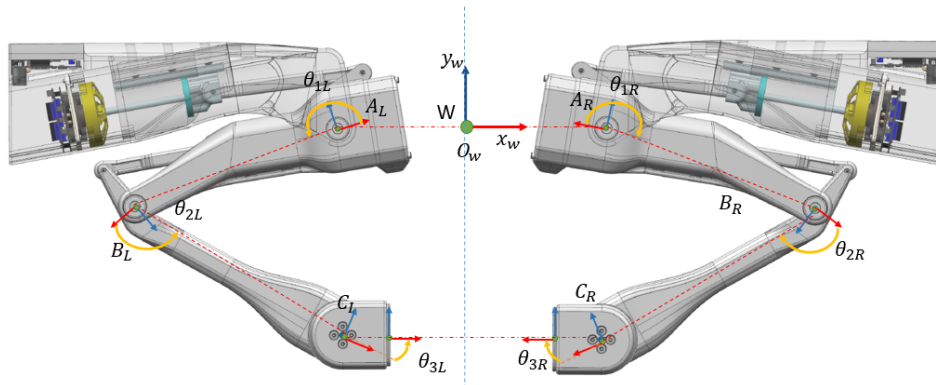 y_w
θ_1L
A_L
W
A_R
θ_1R
O_w
x_w
θ_2L
B_L
B_R
θ_2R
C_L
C_R
θ_3L
θ_3R